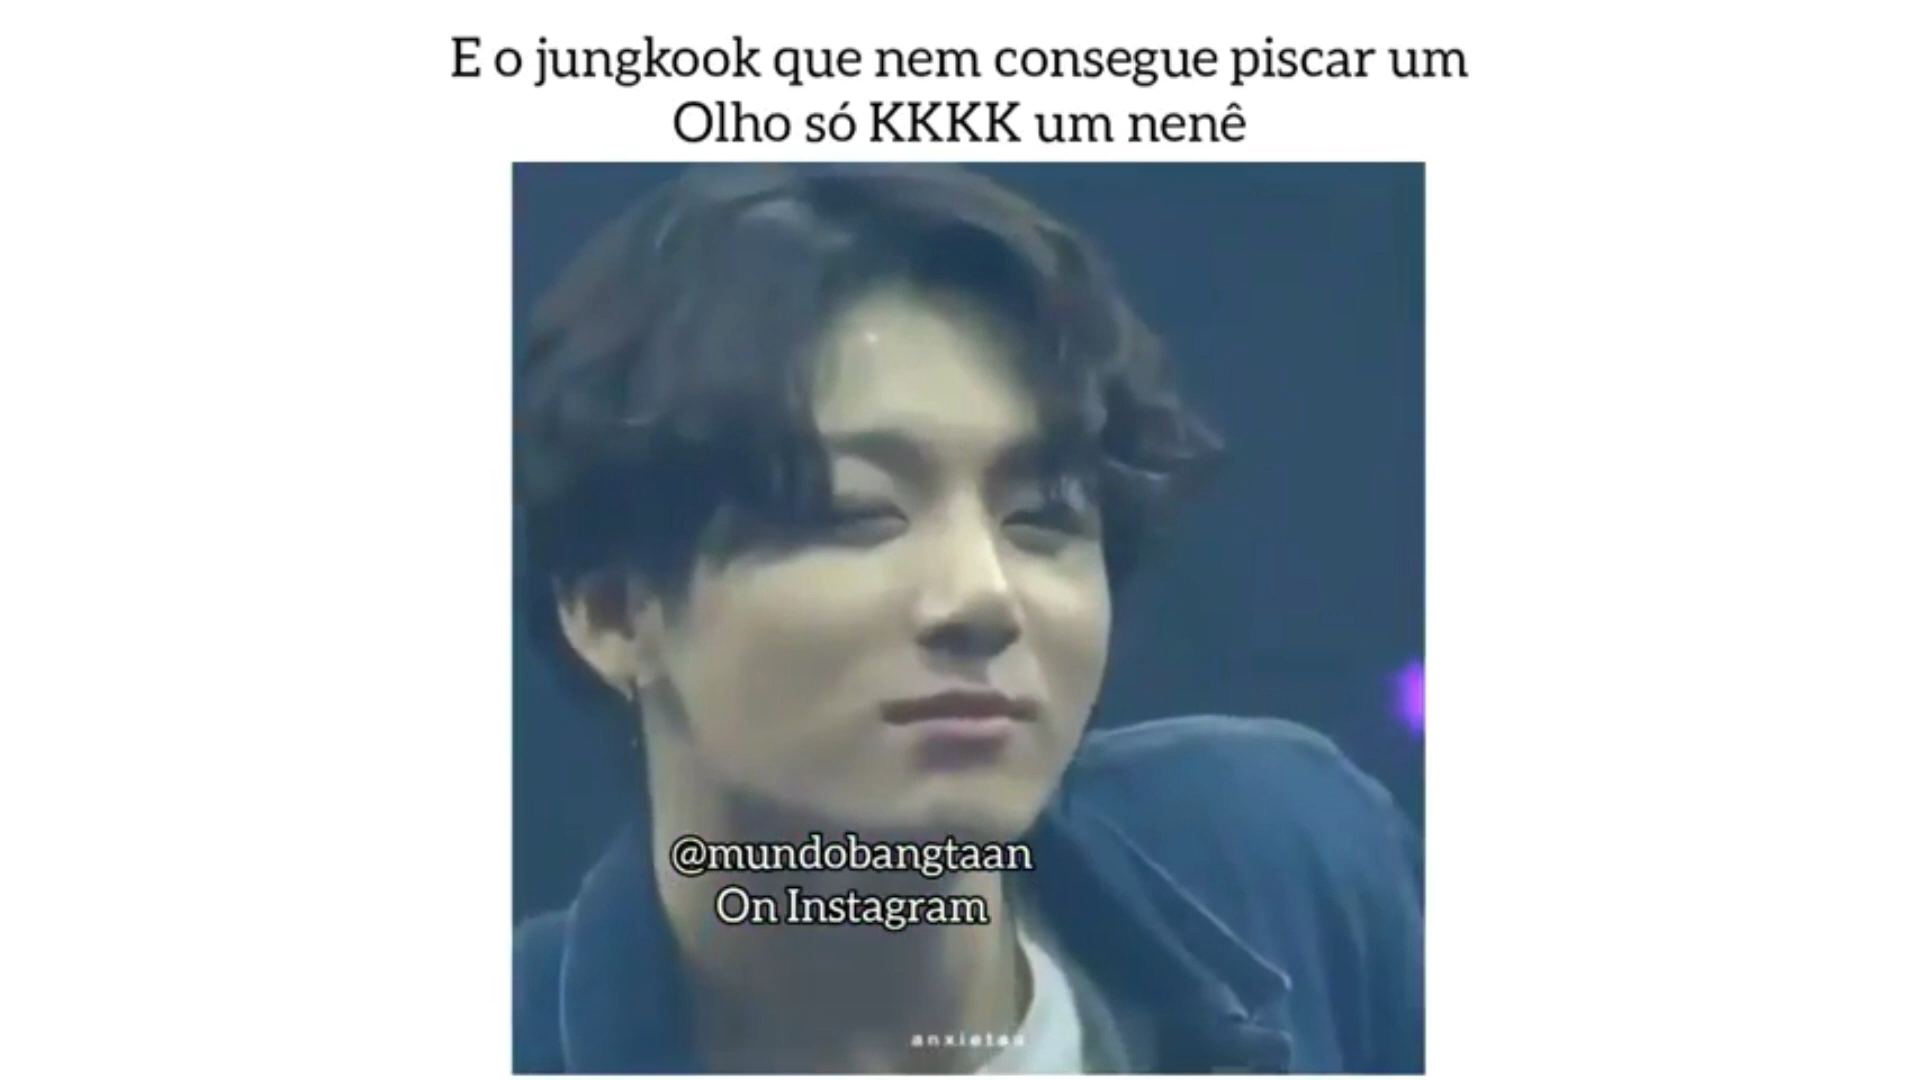 E o jungkook que nem consegue piscar um
Olho só KKKK um nenê
@mundobangtaan
On Instagram